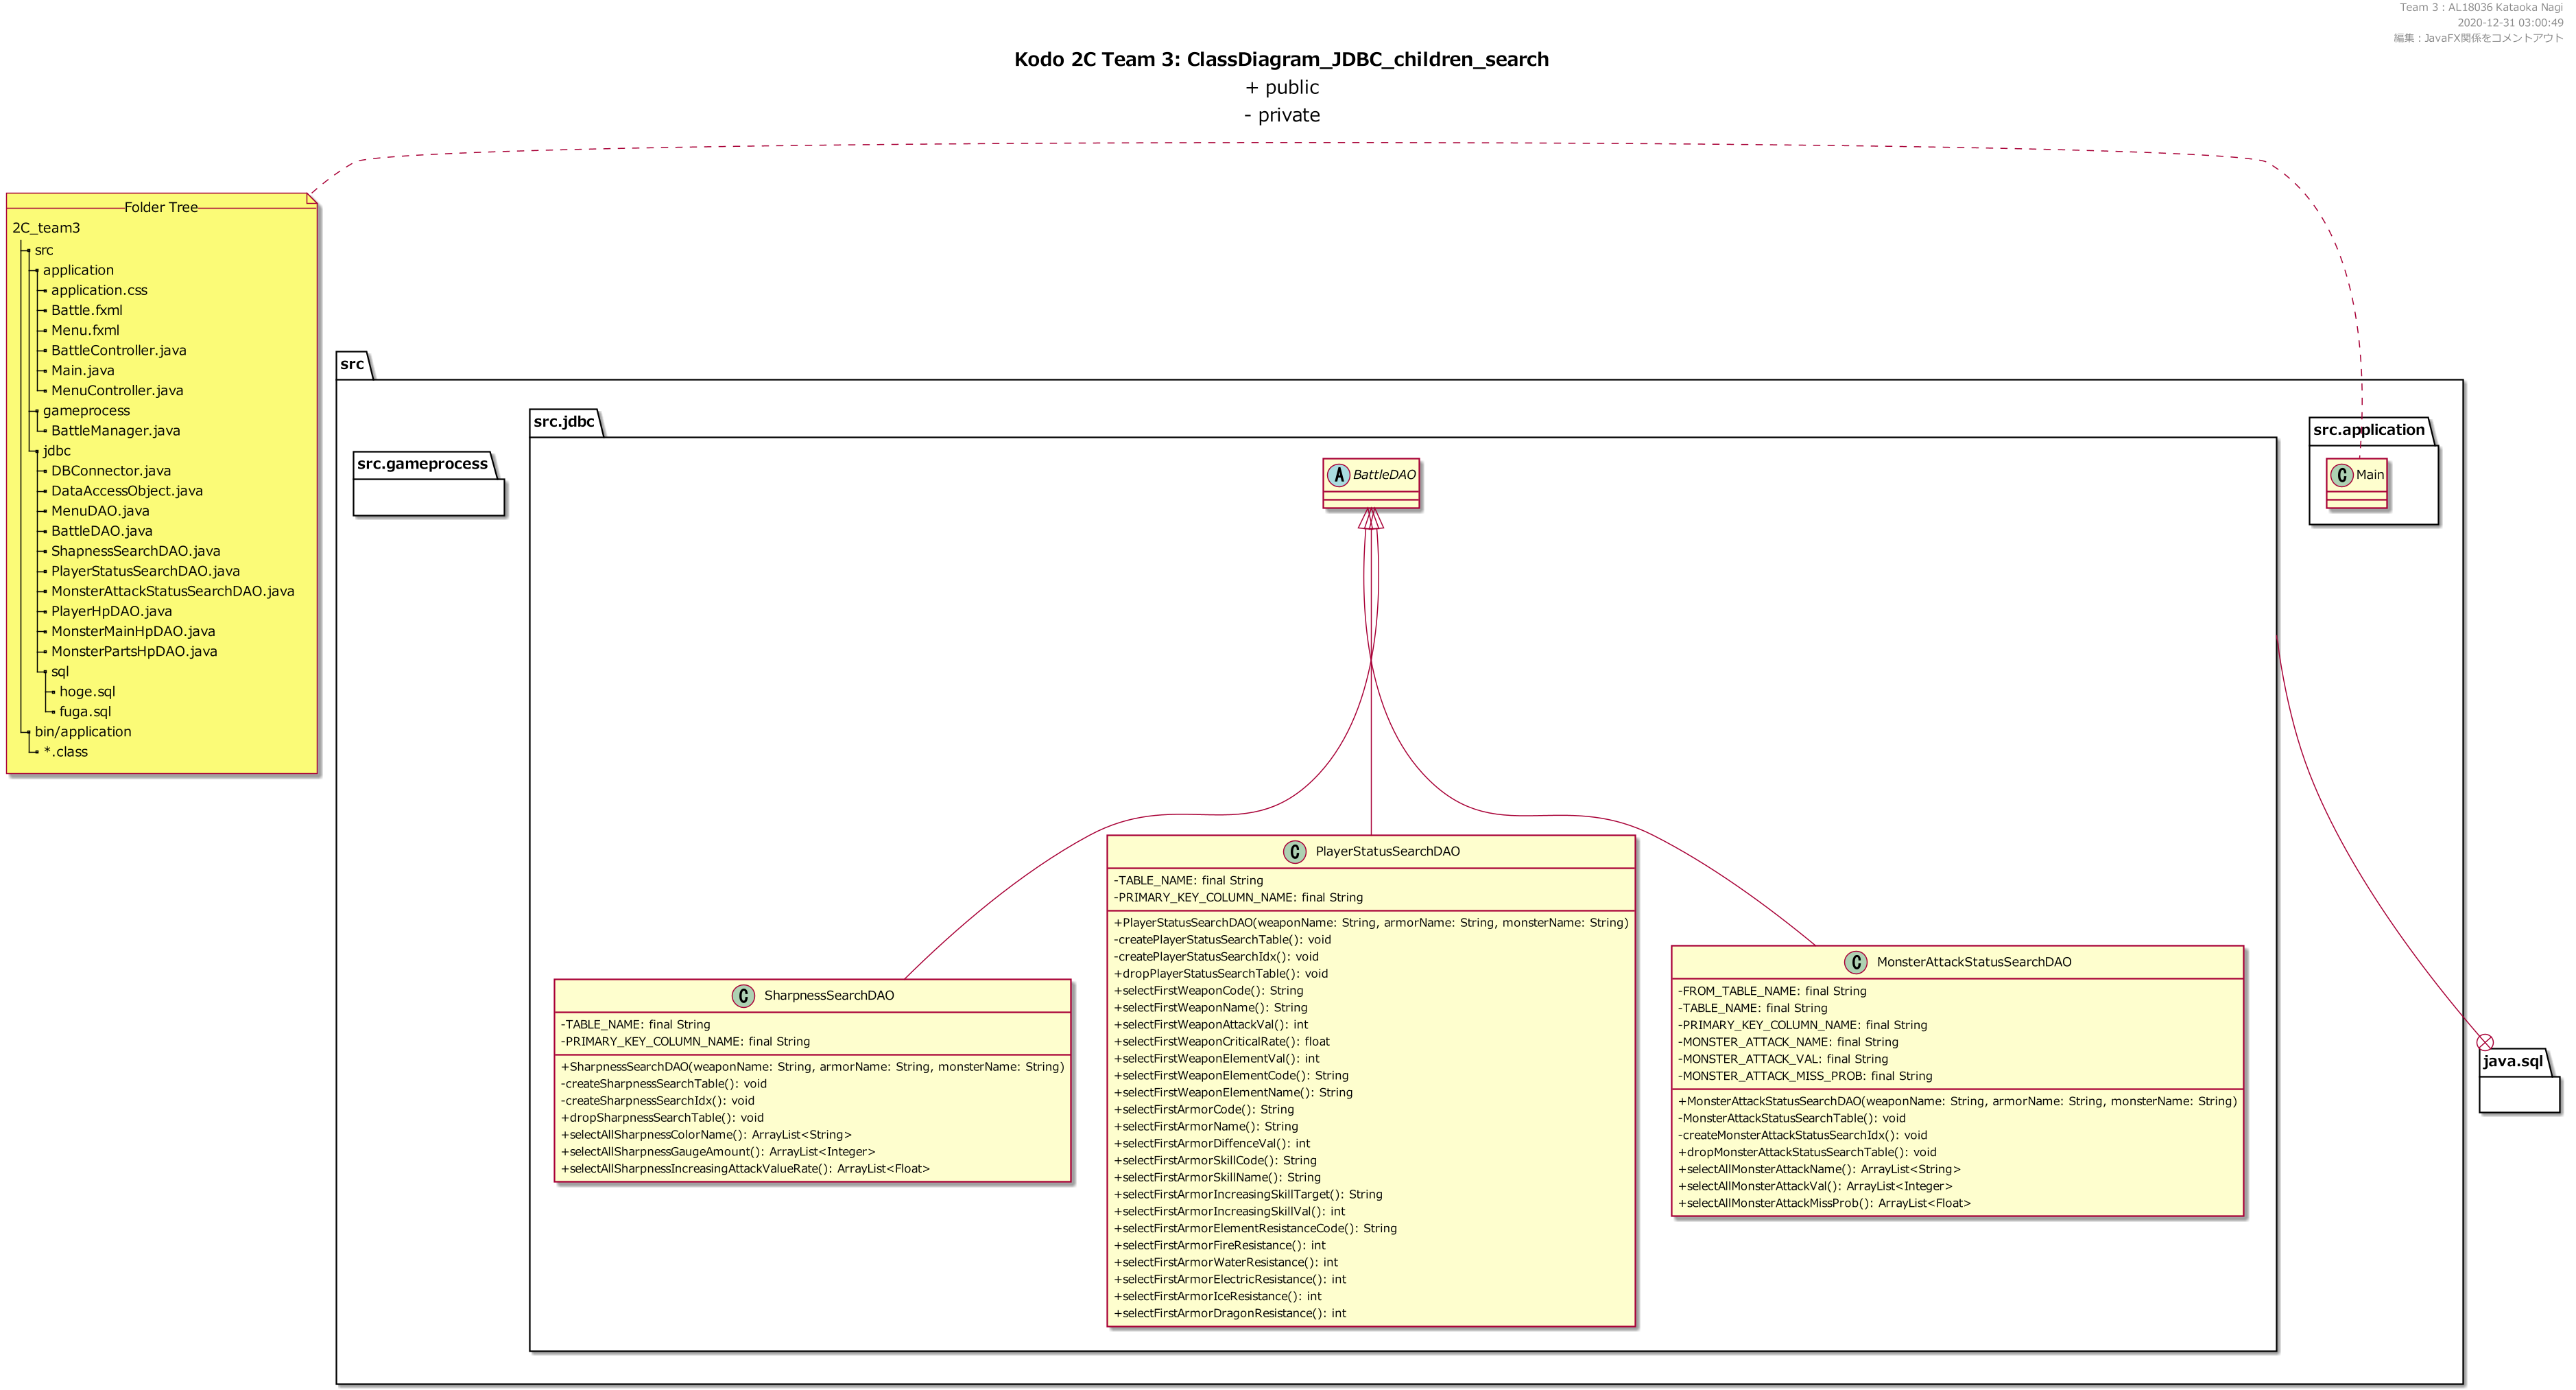 Team 3 : AL18036 Kataoka Nagi
2020-12-31 03:00:49
編集 : JavaFX関係をコメントアウト
Kodo 2C Team 3: ClassDiagram_JDBC_children_search
+ public
- private
Folder Tree
2C_team3
src
application
application.css
Battle.fxml
Menu.fxml
BattleController.java
Main.java
MenuController.java
gameprocess
BattleManager.java
jdbc
DBConnector.java
DataAccessObject.java
MenuDAO.java
BattleDAO.java
ShapnessSearchDAO.java
PlayerStatusSearchDAO.java
MonsterAttackStatusSearchDAO.java
PlayerHpDAO.java
MonsterMainHpDAO.java
MonsterPartsHpDAO.java
sql
hoge.sql
fuga.sql
bin/application
*.class
src
src.gameprocess
src.jdbc
BattleDAO
src.application
Main
SharpnessSearchDAO
-TABLE_NAME: final String
-PRIMARY_KEY_COLUMN_NAME: final String
+SharpnessSearchDAO(weaponName: String, armorName: String, monsterName: String)
-createSharpnessSearchTable(): void
-createSharpnessSearchIdx(): void
+dropSharpnessSearchTable(): void
+selectAllSharpnessColorName(): ArrayList<String>
+selectAllSharpnessGaugeAmount(): ArrayList<Integer>
+selectAllSharpnessIncreasingAttackValueRate(): ArrayList<Float>
PlayerStatusSearchDAO
-TABLE_NAME: final String
-PRIMARY_KEY_COLUMN_NAME: final String
+PlayerStatusSearchDAO(weaponName: String, armorName: String, monsterName: String)
-createPlayerStatusSearchTable(): void
-createPlayerStatusSearchIdx(): void
+dropPlayerStatusSearchTable(): void
+selectFirstWeaponCode(): String
+selectFirstWeaponName(): String
+selectFirstWeaponAttackVal(): int
+selectFirstWeaponCriticalRate(): float
+selectFirstWeaponElementVal(): int
+selectFirstWeaponElementCode(): String
+selectFirstWeaponElementName(): String
+selectFirstArmorCode(): String
+selectFirstArmorName(): String
+selectFirstArmorDiffenceVal(): int
+selectFirstArmorSkillCode(): String
+selectFirstArmorSkillName(): String
+selectFirstArmorIncreasingSkillTarget(): String
+selectFirstArmorIncreasingSkillVal(): int
+selectFirstArmorElementResistanceCode(): String
+selectFirstArmorFireResistance(): int
+selectFirstArmorWaterResistance(): int
+selectFirstArmorElectricResistance(): int
+selectFirstArmorIceResistance(): int
+selectFirstArmorDragonResistance(): int
MonsterAttackStatusSearchDAO
-FROM_TABLE_NAME: final String
-TABLE_NAME: final String
-PRIMARY_KEY_COLUMN_NAME: final String
-MONSTER_ATTACK_NAME: final String
-MONSTER_ATTACK_VAL: final String
-MONSTER_ATTACK_MISS_PROB: final String
+MonsterAttackStatusSearchDAO(weaponName: String, armorName: String, monsterName: String)
-MonsterAttackStatusSearchTable(): void
-createMonsterAttackStatusSearchIdx(): void
+dropMonsterAttackStatusSearchTable(): void
+selectAllMonsterAttackName(): ArrayList<String>
+selectAllMonsterAttackVal(): ArrayList<Integer>
+selectAllMonsterAttackMissProb(): ArrayList<Float>
java.sql